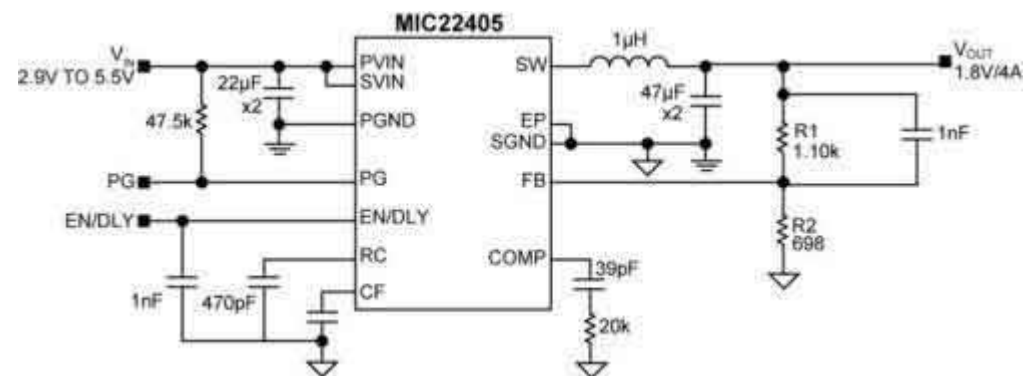 MIC22405
VIN
2.9V TO 5.5V
47.5k
22µF
x2
PG
EN/DLY
1nF
470pF
PVIN
SVIN
PGND
PG
EN/DLY
RC
CF
SW
EP
SGND
FB
COMP
1µH
47µF
x2
39pF
20k
VOUT
1.8V/4A
R1
1.10k
1nF
R2
698